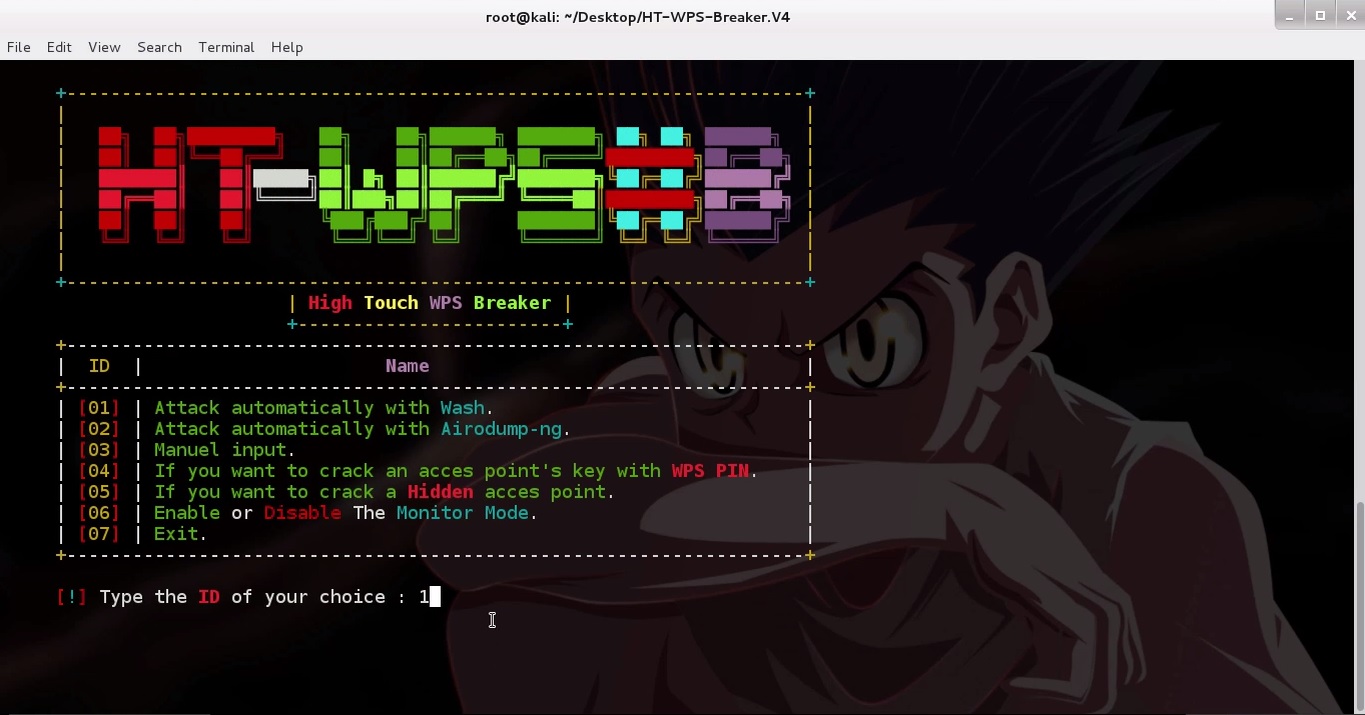 root@kali: ~/Desktop/HT-WPS-Breaker.V4
File Edit View Search Terminal Help
HT-WPS#B
| High Touch WPS Breaker |
| ID | Name |
| [01] | Attack automatically with Wash. |
| [02] | Attack automatically with Airodump-ng. |
| [03] | Manuel input. |
| [04] | If you want to crack an acces point's key with WPS PIN. |
| [05] | If you want to crack a Hidden acces point. |
| [06] | Enable or Disable The Monitor Mode. |
| [07] | Exit. |
[!] Type the ID of your choice : 1